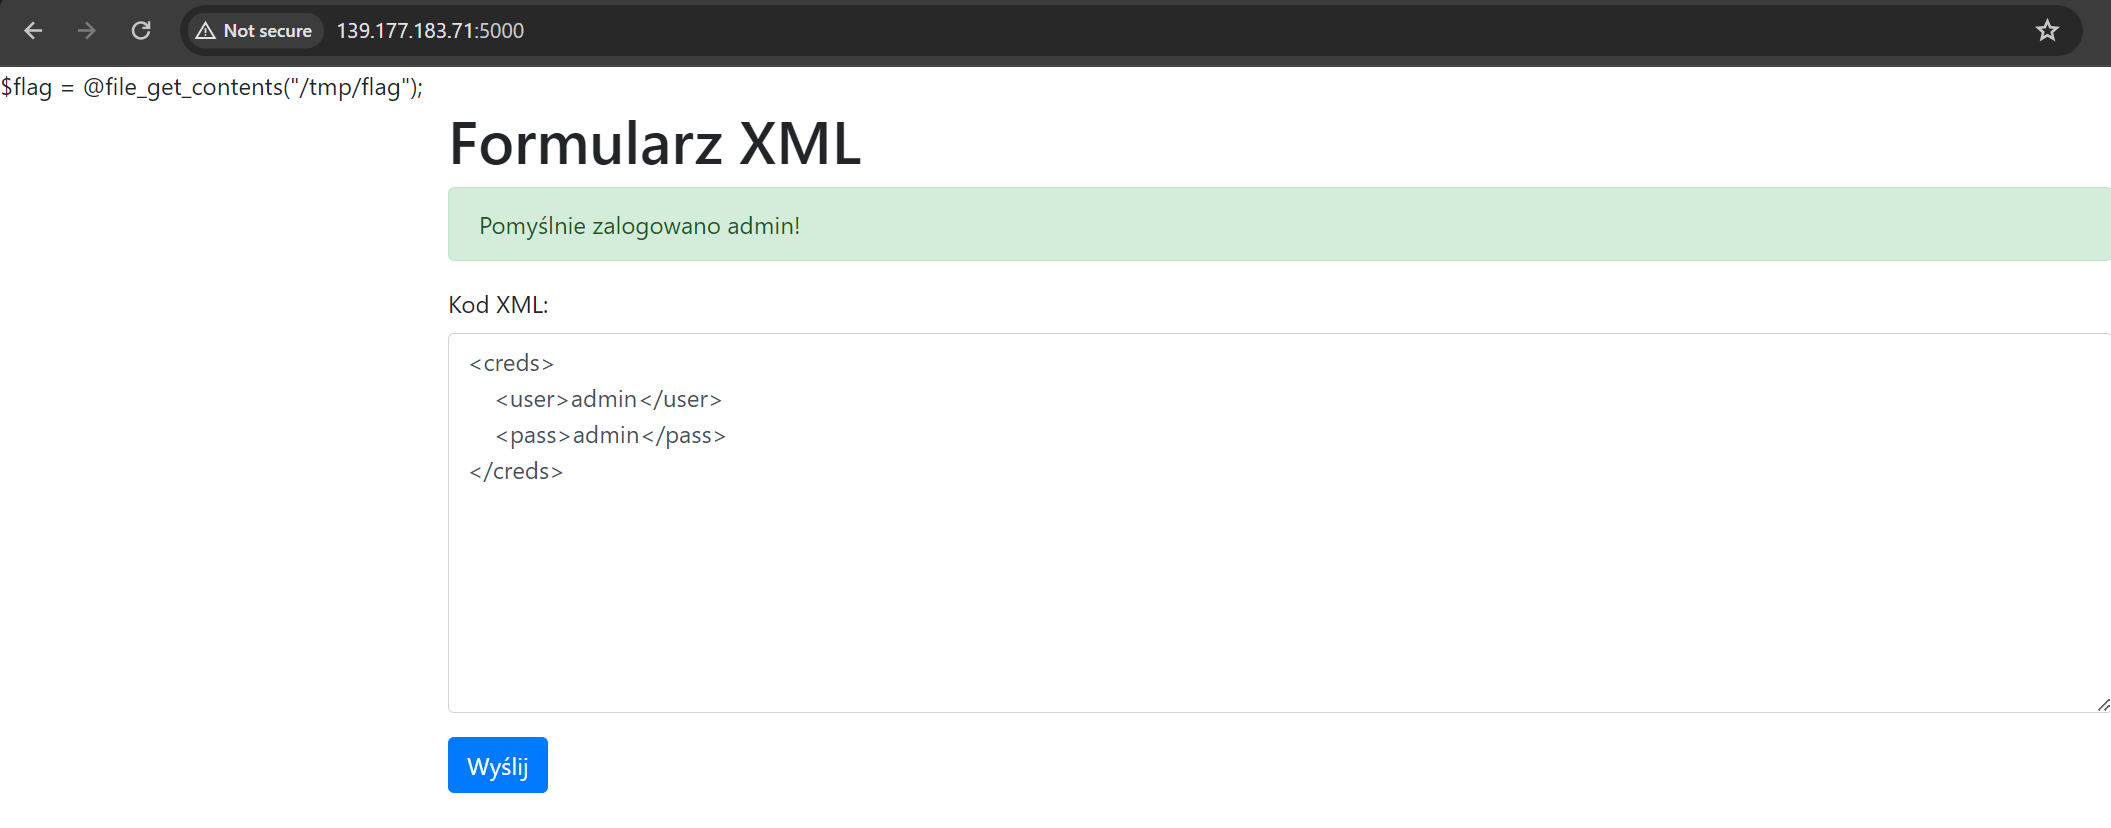 Not secure 139.177.183.71:5000
$flag = @file_get_contents("/tmp/flag");
Formularz XML
Pomyślnie zalogowano admin!
Kod XML:
<creds>
    <user>admin</user>
    <pass>admin</pass>
</creds>
Wyślij